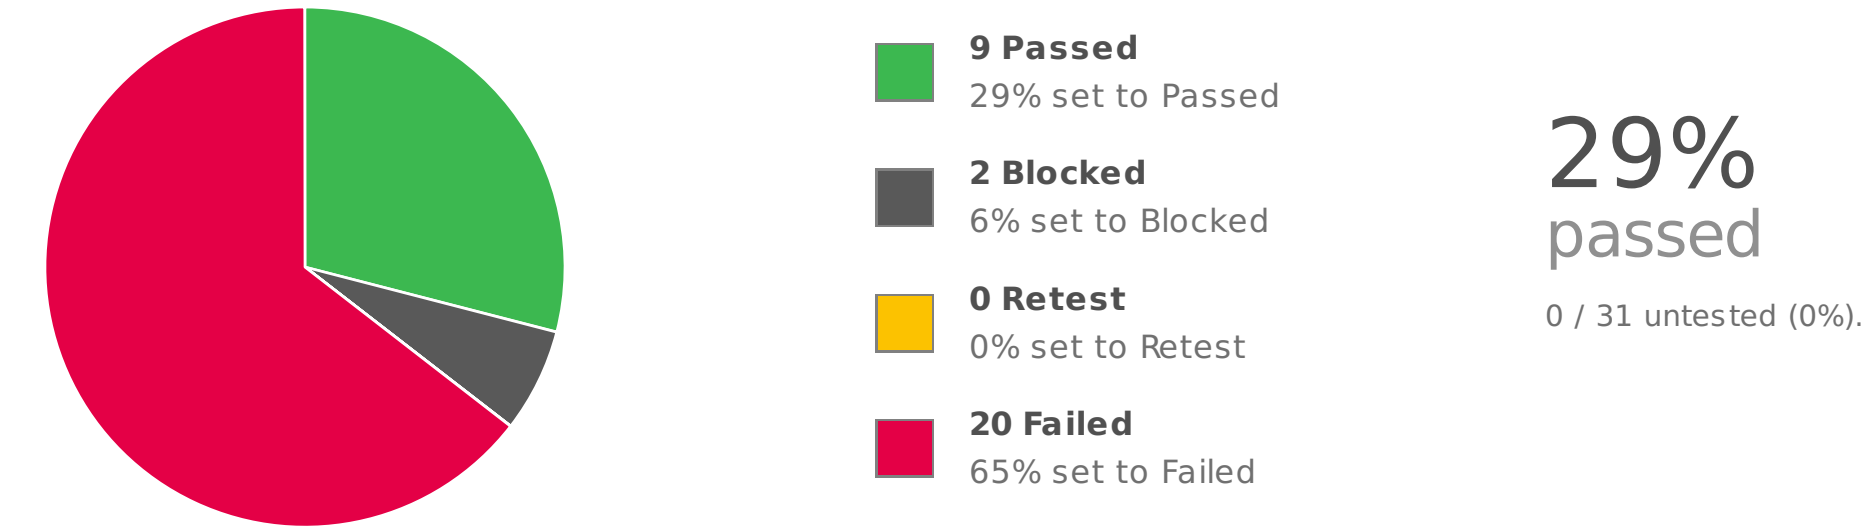 9 Passed
29% set to Passed
2 Blocked
6% set to Blocked
0 Retest
0% set to Retest
20 Failed
65% set to Failed
29%
passed
0 / 31 untested (0%).